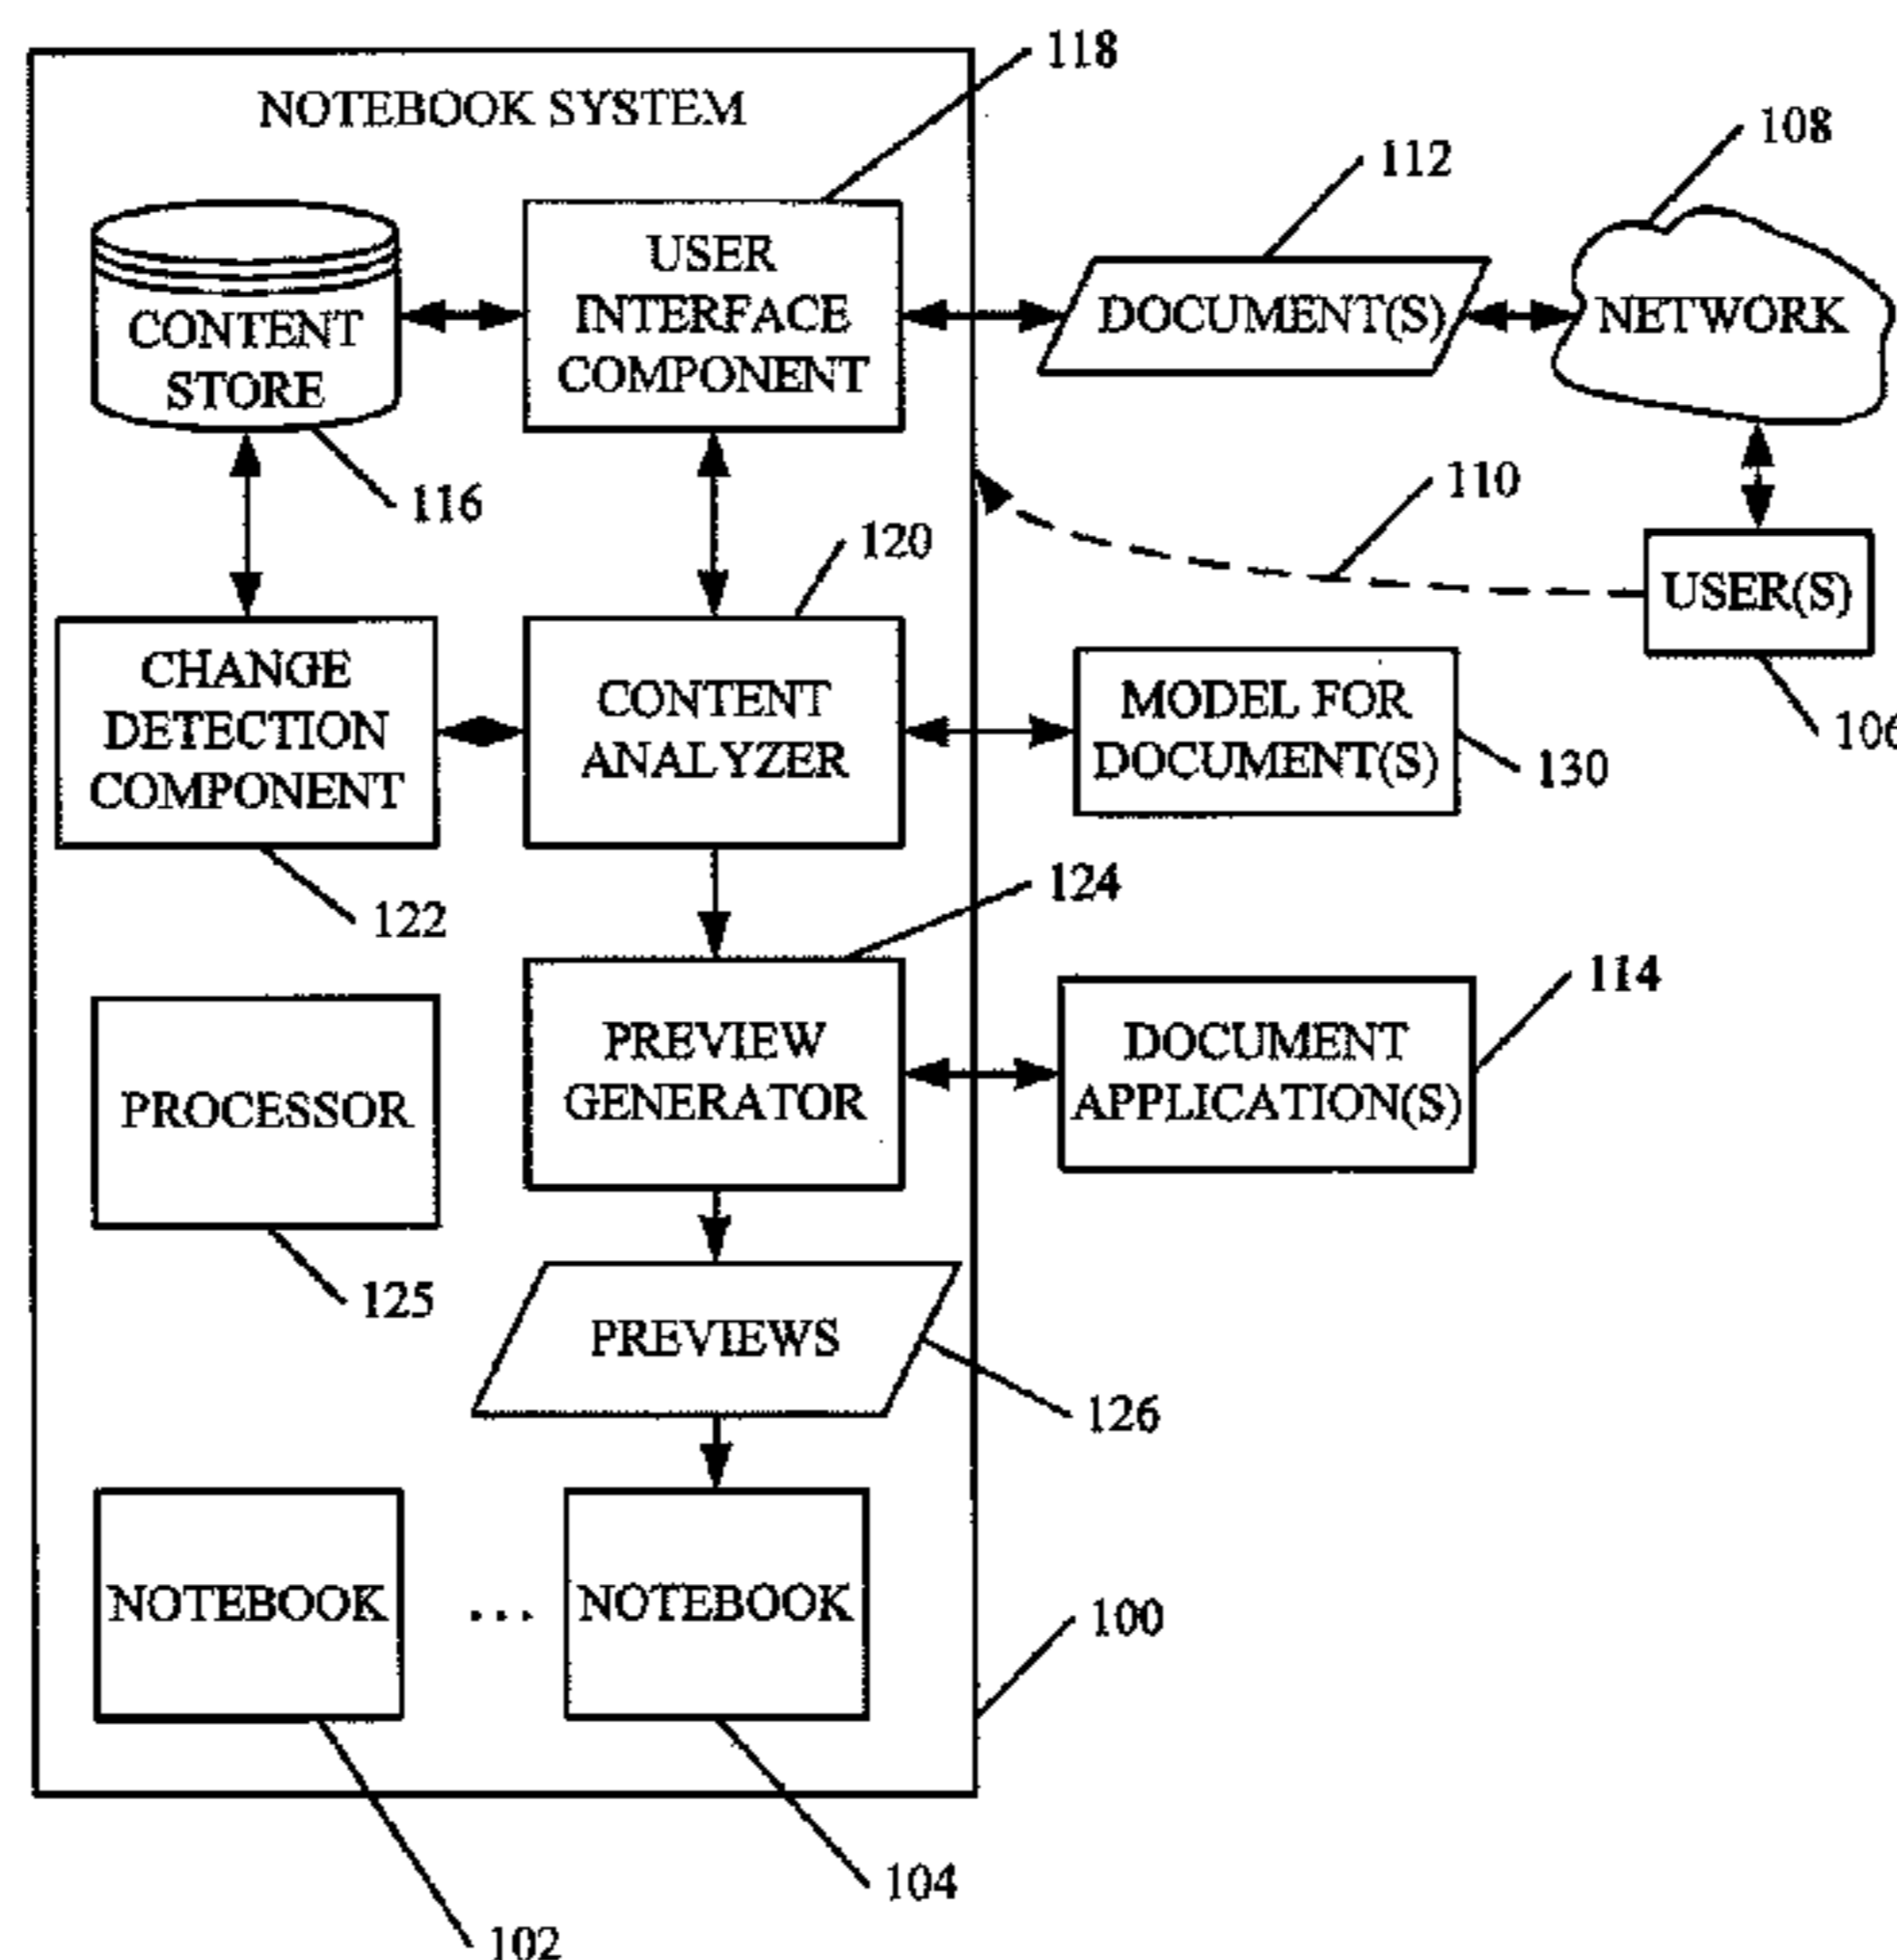 118
NOTEBOOK SYSTEM
108
112
USER
INTERFACE
COMPONENT
CONTENT
STORE
DOCUMENT(S)
NETWORK
110
116
120
USER(S)
CHANGE
DETECTION
COMPONENT
CONTENT
ANALYZER
MODEL FOR
DOCUMENT(S)
106
130
124
122
114
PREVIEW
GENERATOR
DOCUMENT
APPLICATION(S)
PROCESSOR
125
PREVIEWS
126
NOTEBOOK
...
NOTEBOOK
100
104
102